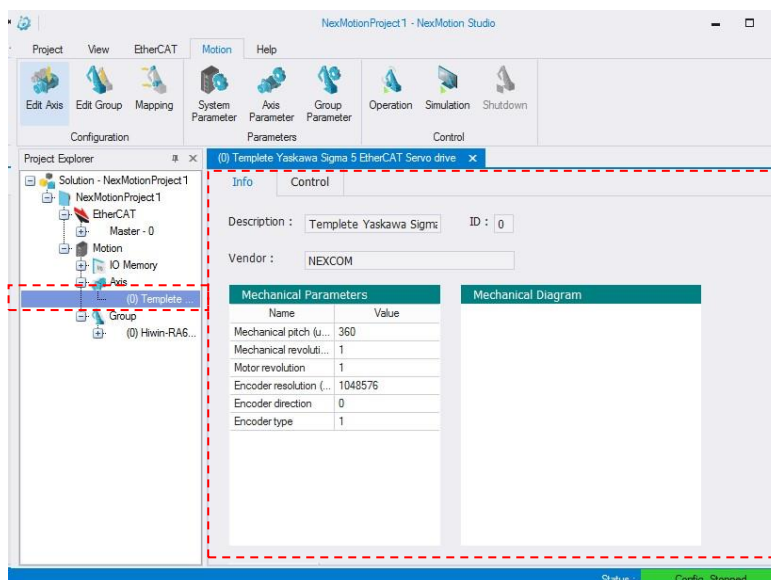 NexMotionProject1 - NexMotion Studio
Project View EtherCAT Motion Help
Edit Axis Edit Group Mapping System Parameter Axis Parameter Group Parameter Operation Simulation Shutdown
Configuration Parameters Control
Project Explorer
(0) Templete Yaskawa Sigma 5 EtherCAT Servo drive
Solution - NexMotionProject1
NexMotionProject1
EtherCAT
Master - 0
Motion
IO Memory
Axis
(0) Templete ...
Group
(0) Hiwin-RA6...
Info Control
Description : Templete Yaskawa Sigma ID : 0
Vendor : NEXCOM
Mechanical Parameters
Name Value
Mechanical pitch (u... 360
Mechanical revoluti... 1
Motor revolution 1
Encoder resolution (... 1048576
Encoder direction 0
Encoder type 1
Mechanical Diagram
Status : Config, Stopped